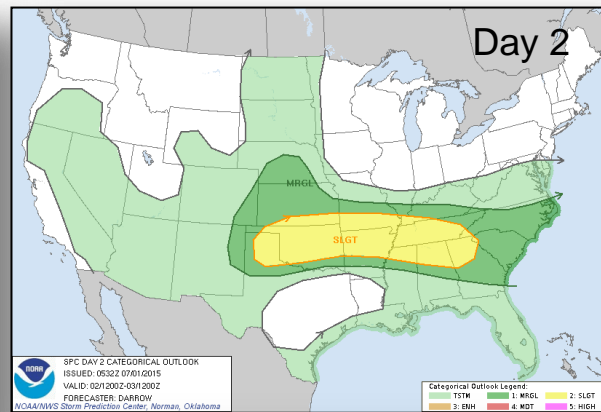 Day 2
MRGL
SLGT
NOAA
SPC DAY 2 CATEGORICAL OUTLOOK
ISSUED: 0532Z 07/01/2015
VALID: 02/1200Z-03/1200Z
FORECASTER: DARROW
NOAA/NWS Storm Prediction Center, Norman, Oklahoma
Categorical Outlook Legend:
TSTM 1: MRGL 2: SLGT
3: ENH 4: MDT 5: HIGH